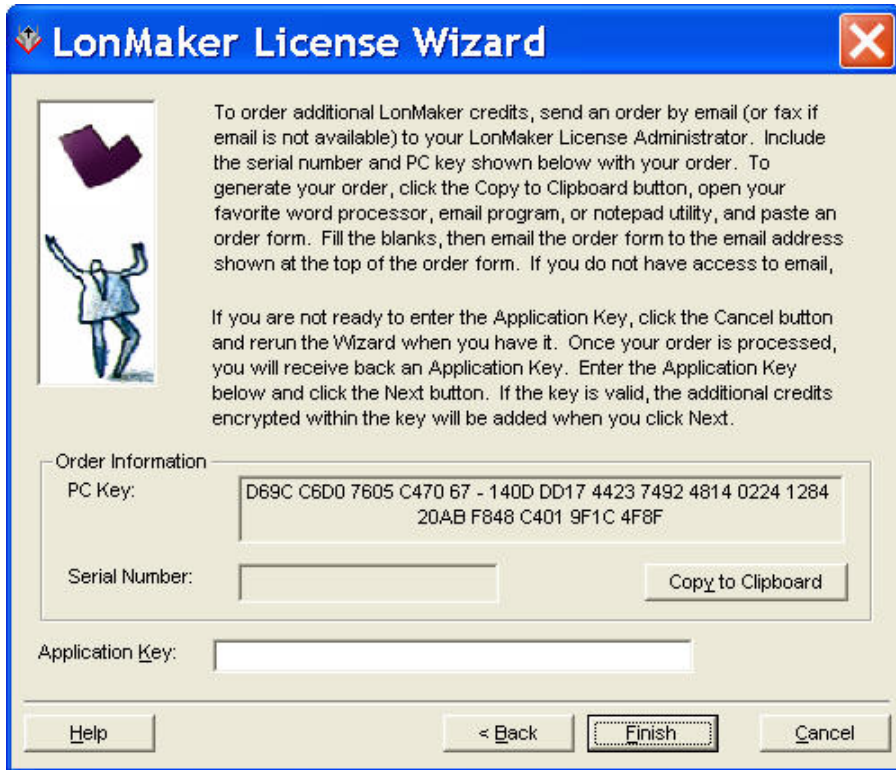 LonMaker License Wizard
To order additional LonMaker credits, send an order by email (or fax if
email is not available) to your LonMaker License Administrator. Include
the serial number and PC key shown below with your order. To
generate your order, click the Copy to Clipboard button, open your
favorite word processor, email program, or notepad utility, and paste an
order form. Fill the blanks, then email the order form to the email address
shown at the top of the order form. If you do not have access to email,
If you are not ready to enter the Application Key, click the Cancel button
and rerun the Wizard when you have it. Once your order is processed,
you will receive back an Application Key. Enter the Application Key
below and click the Next button. If the key is valid, the additional credits
encrypted within the key will be added when you click Next.
Order Information
PC Key:
D69C C6D0 7605 C470 67 - 140D DD17 4423 7492 4814 0224 1284
20AB F848 C401 9F1C 4F8F
Serial Number:
Copy to Clipboard
Application Key:
Help
< Back
Finish
Cancel